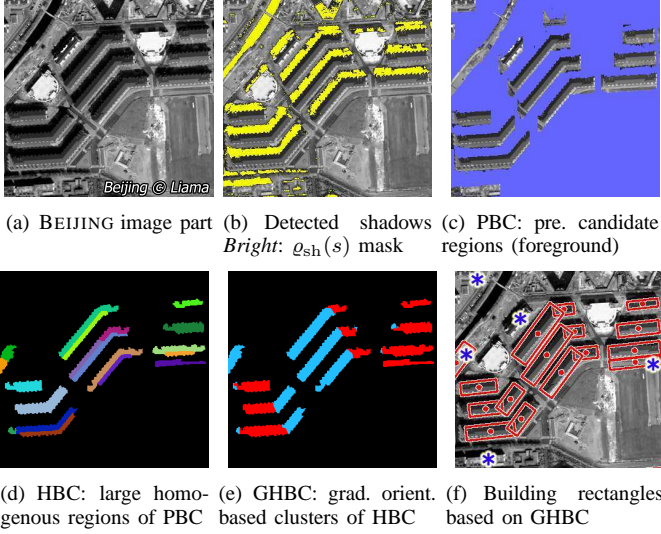 Beijing © Liama
(a) BEIJING image part
(b) Detected shadows
Bright: ϱsh(s) mask
(c) PBC: pre. candidate
regions (foreground)
(d) HBC: large homo-
genous regions of PBC
(e) GHBC: grad. orient.
based clusters of HBC
(f) Building rectangles
based on GHBC